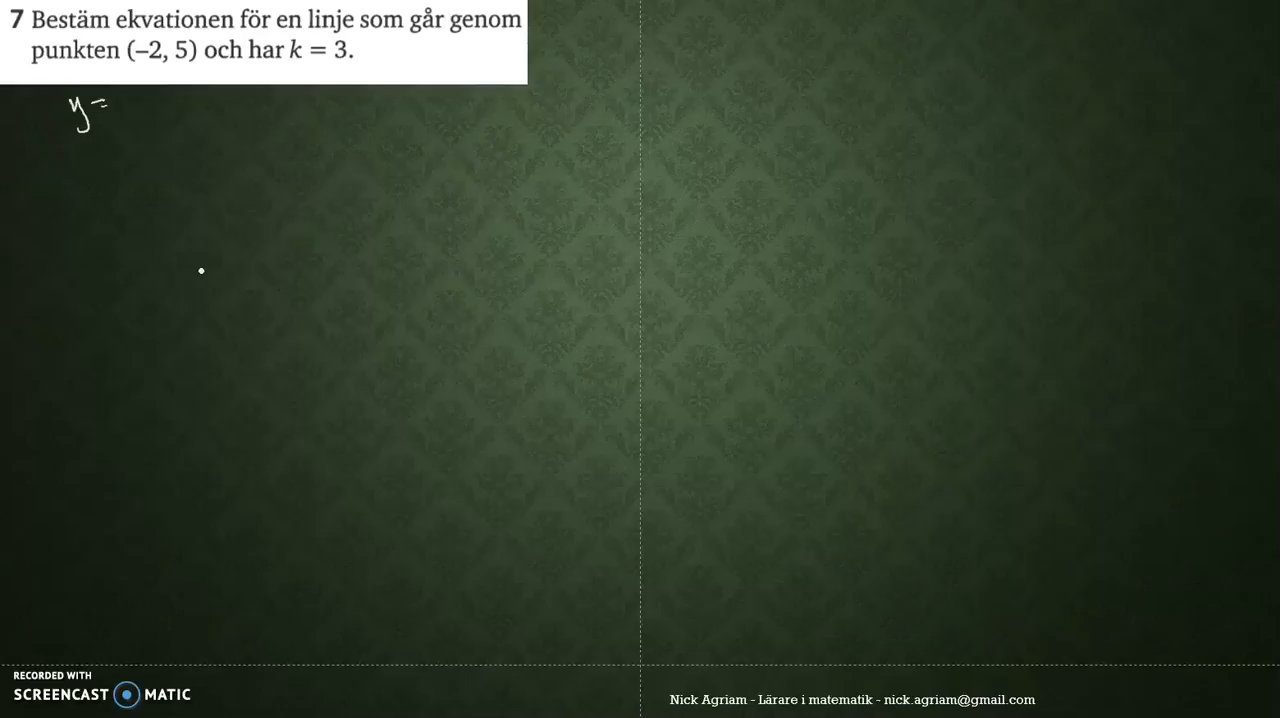 7 Bestäm ekvationen för en linje som går genom
punkten (–2, 5) och har k = 3.
y =
RECORDED WITH
SCREENCAST MATIC
Nick Agriam - Lärare i matematik - nick.agriam@gmail.com